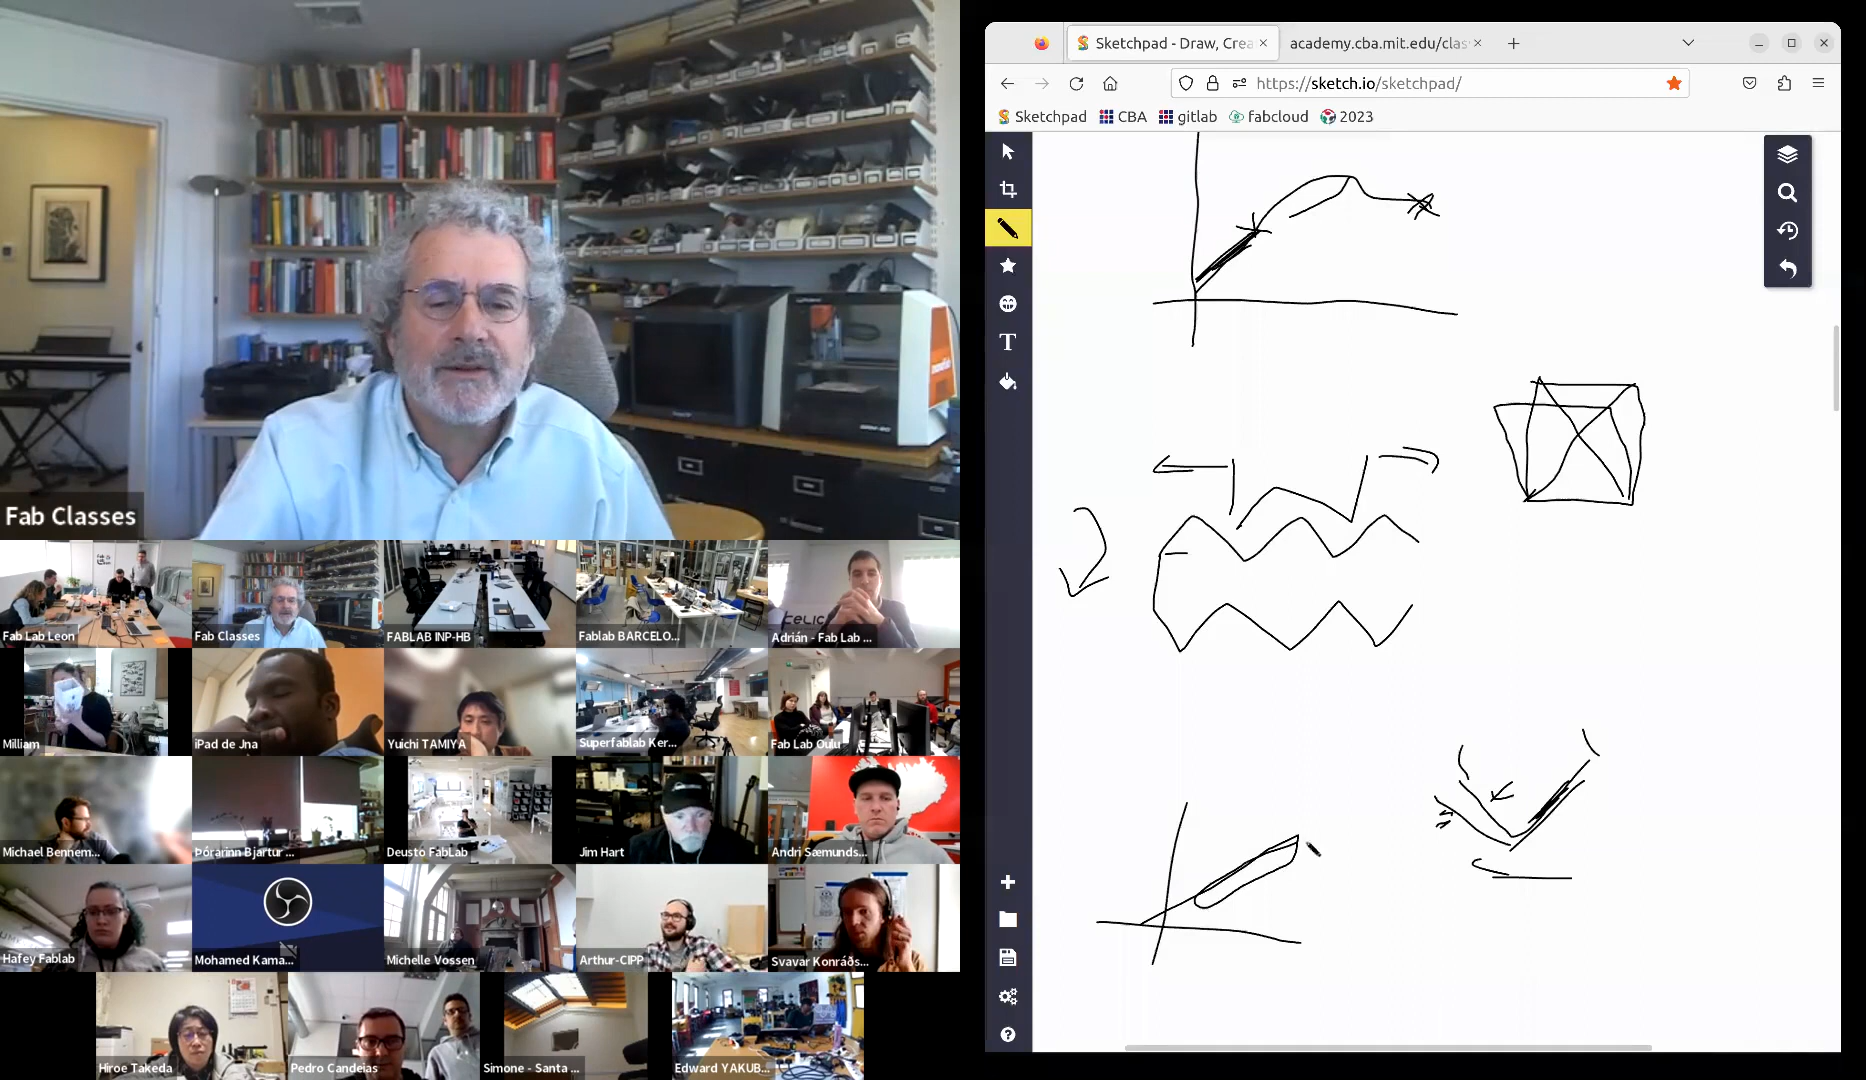 Fab Classes
Fab Lab Leon
Fab Classes
FABLAB INP-HB
Fablab BARCELO...
Adrián - Fab Lab ...
Milliam
iPad de Jna
Yuichi TAMIYA
Superfablab Ker...
Fab Lab Oulu
Michael Bennem...
Þórarinn Bjartur ...
Deusto FabLab
Jim Hart
Andri Sæmunds...
Hafey Fablab
Mohamed Kama...
Michelle Vossen
Arthur-CIPP
Svavar Konráðs...
Hiroe Takeda
Pedro Candeias
Simone - Santa ...
Edward YAKUB...
Sketchpad - Draw, Crea
academy.cba.mit.edu/clas
https://sketch.io/sketchpad/
Sketchpad
CBA
gitlab
fabcloud
2023
T